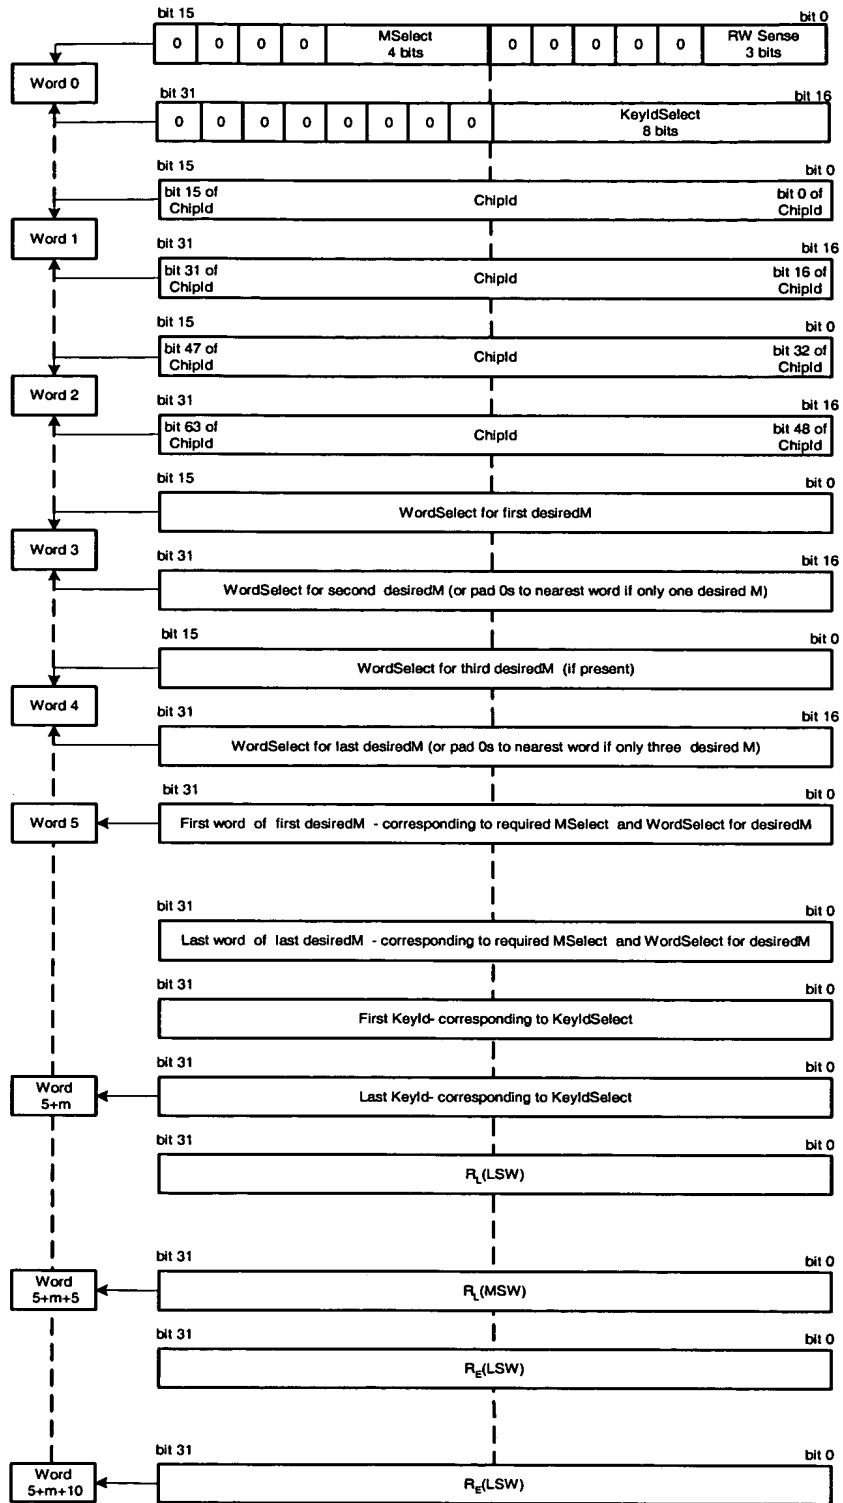 bit 15 bit 0
0 0 0 0 MSelect 4 bits 0 0 0 0 0 RW Sense 3 bits
Word 0
bit 31 bit 16
0 0 0 0 0 0 0 0 KeyIdSelect 8 bits
bit 15 bit 0
bit 15 of ChipId ChipId bit 0 of ChipId
Word 1
bit 31 bit 16
bit 31 of ChipId ChipId bit 16 of ChipId
bit 15 bit 0
bit 47 of ChipId ChipId bit 32 of ChipId
Word 2
bit 31 bit 16
bit 63 of ChipId ChipId bit 48 of ChipId
bit 15 bit 0
WordSelect for first desiredM
Word 3
bit 31 bit 16
WordSelect for second desiredM (or pad 0s to nearest word if only one desired M)
bit 15 bit 0
WordSelect for third desiredM (if present)
Word 4
bit 31 bit 16
WordSelect for last desiredM (or pad 0s to nearest word if only three desired M)
bit 31 bit 0
Word 5 First word of first desiredM - corresponding to required MSelect and WordSelect for desiredM
bit 31 bit 0
Last word of last desiredM - corresponding to required MSelect and WordSelect for desiredM
bit 31 bit 0
First KeyId- corresponding to KeyIdSelect
bit 31 bit 0
Word 5+m Last KeyId- corresponding to KeyIdSelect
bit 31 bit 0
RL(LSW)
bit 31 bit 0
Word 5+m+5 RL(MSW)
bit 31 bit 0
RE(LSW)
bit 31 bit 0
Word 5+m+10 RE(LSW)